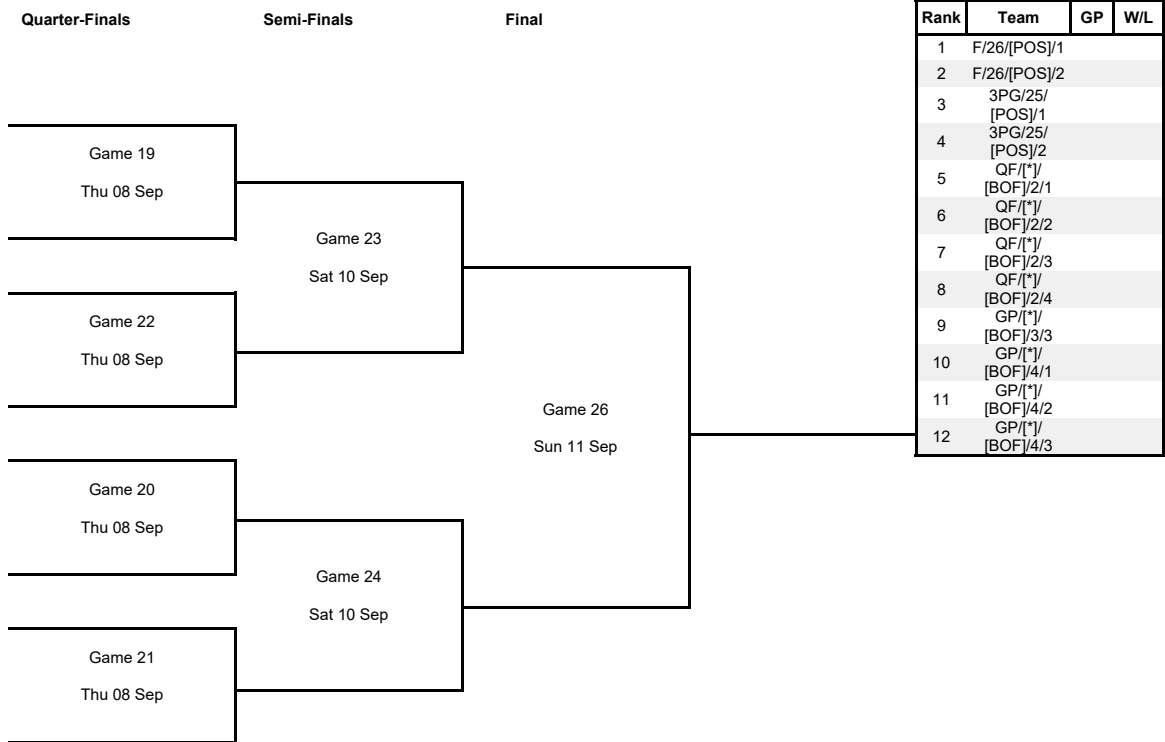 Quarter-Finals Semi-Finals Final
Game 19
Thu 08 Sep
Game 23
Sat 10 Sep
Game 22
Thu 08 Sep
Game 26
Sun 11 Sep
Game 20
Thu 08 Sep
Game 24
Sat 10 Sep
Game 21
Thu 08 Sep
Rank Team GP W/L
1 F/26/[POS]/1
2 F/26/[POS]/2
3 3PG/25/
[POS]/1
4 3PG/25/
[POS]/2
5 QF/[*]/
[BOF]/2/1
6 QF/[*]/
[BOF]/2/2
7 QF/[*]/
[BOF]/2/3
8 QF/[*]/
[BOF]/2/4
9 GP/[*]/
[BOF]/3/3
10 GP/[*]/
[BOF]/4/1
11 GP/[*]/
[BOF]/4/2
12 GP/[*]/
[BOF]/4/3